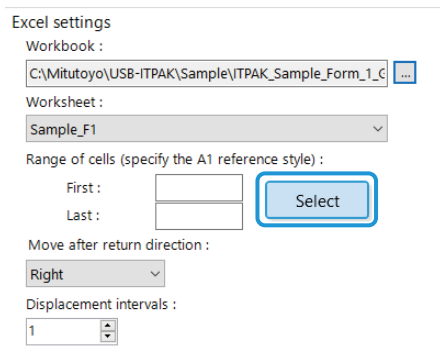 Excel settings
Workbook :
C:\Mitutoyo\USB-ITPAK\Sample\ITPAK_Sample_Form_1_G ...
Worksheet :
Sample_F1
Range of cells (specify the A1 reference style) :
First :
Select
Last :
Move after return direction :
Right
Displacement intervals :
1